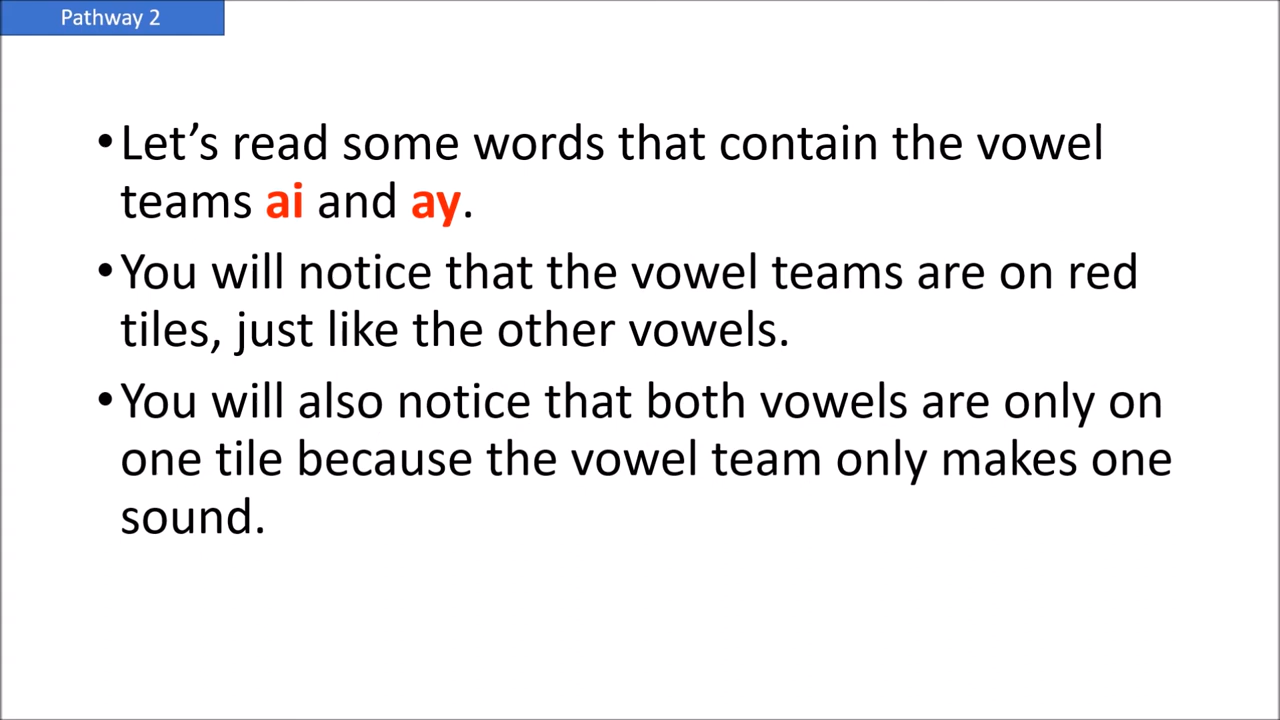 Pathway 2
•Let's read some words that contain the vowel
teams ai and ay.
•You will notice that the vowel teams are on red
tiles, just like the other vowels.
•You will also notice that both vowels are only on
one tile because the vowel team only makes one
sound.